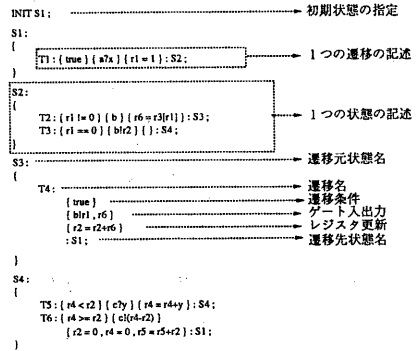 INIT S1 ; 初期状態の指定
S1:
{
T1 : { true } { a?x } { r1 = 1 } : S2 ; 1つの遷移の記述
}
S2:
{
T2 : { r1 != 0 } { b } { r6 = r3[r1] } : S3 ; 1つの状態の記述
T3 : { r1 == 0 } { b!r2 } { } : S4 ;
}
S3: 遷移元状態名
{
T4: 遷移名
{ true } 遷移条件
{ b!r1 , r6 } ゲート入出力
{ r2 = r2+r6 } レジスタ更新
: S1 ; 遷移先状態名
}
S4:
{
T5 : { r4 < r2 } { c?y } { r4 = r4+y } : S4 ;
T6 : { r4 >= r2 } { c!(r4-r2) }
{ r2 = 0 , r4 = 0 , r5 = r5+r2 } : S1 ;
}